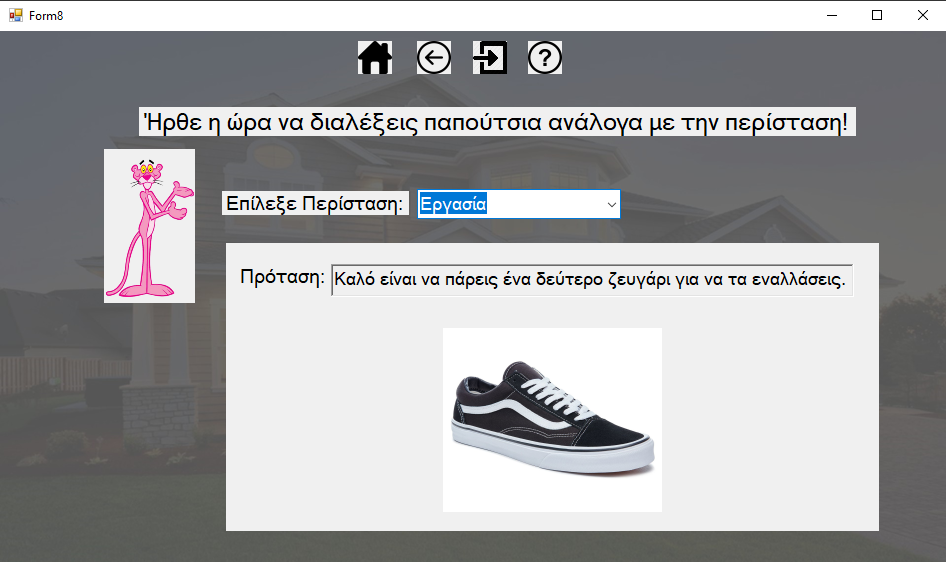 Form8
Ήρθε η ώρα να διαλέξεις παπούτσια ανάλογα με την περίσταση!
Επίλεξε Περίσταση: Εργασία
Πρόταση: Καλό είναι να πάρεις ένα δεύτερο ζευγάρι για να τα εναλλάσεις.